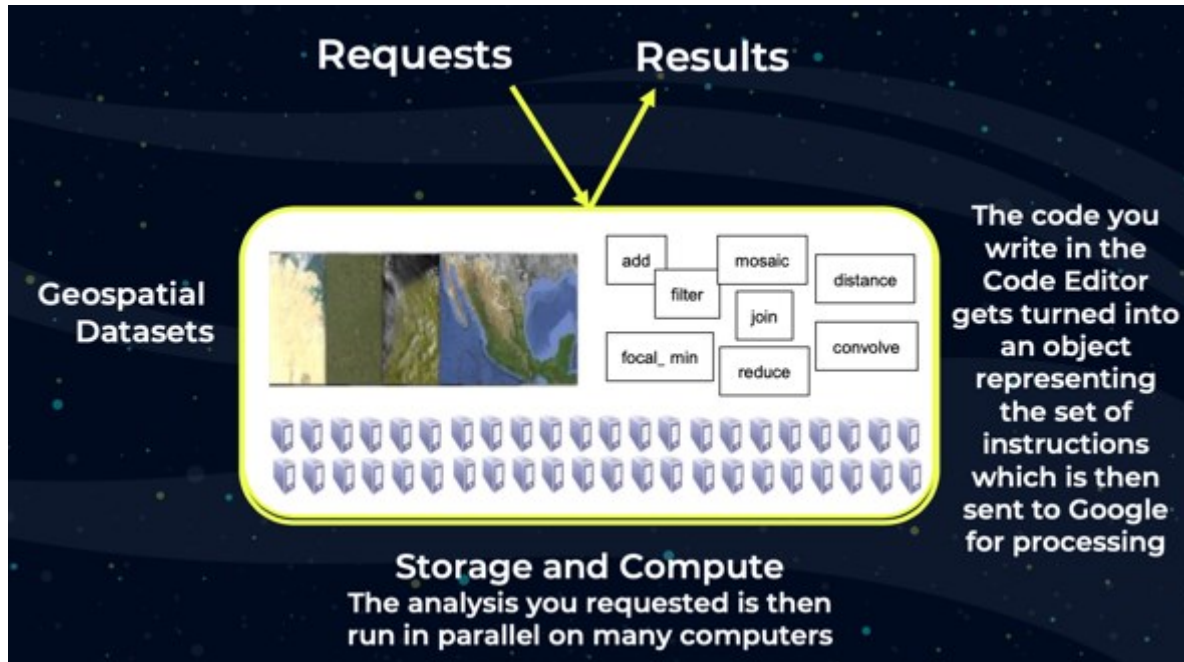 Requests
Results
Geospatial
Datasets
add
mosaic
distance
filter
join
focal_ min
convolve
reduce
The code you
write in the
Code Editor
gets turned into
an object
representing
the set of
instructions
which is then
sent to Google
for processing
Storage and Compute
The analysis you requested is then
run in parallel on many computers